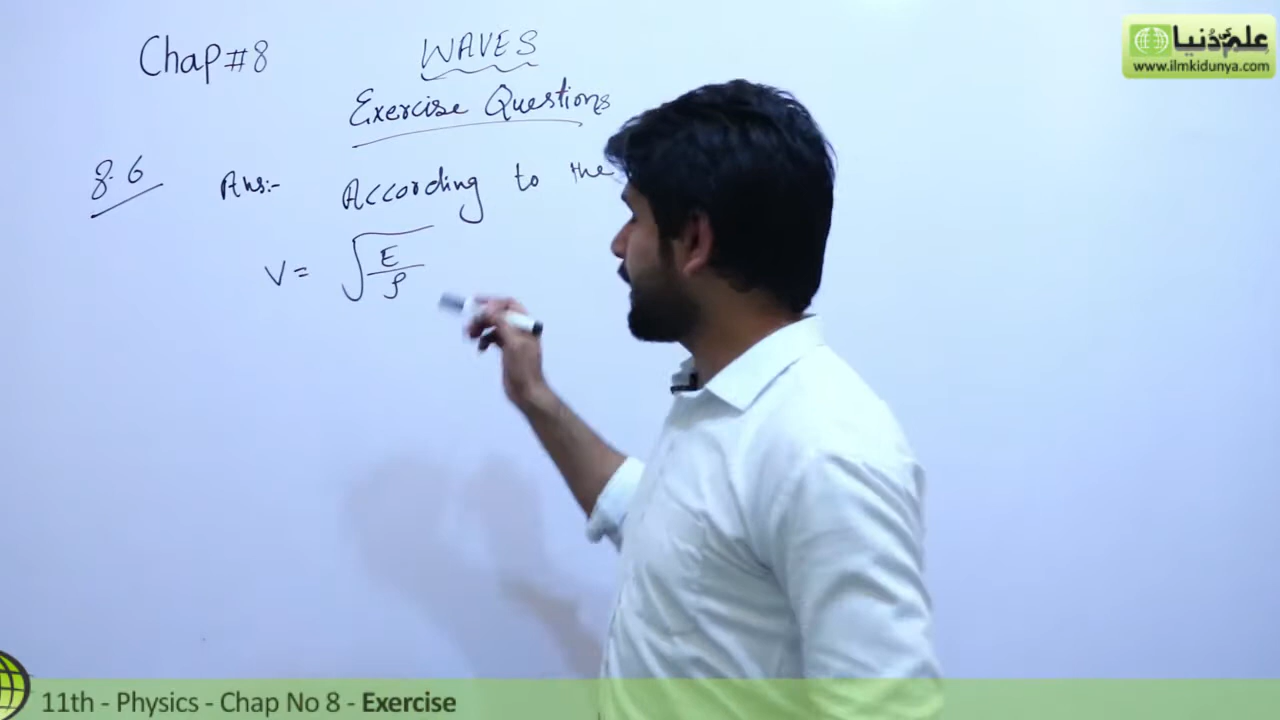 Chap#8
WAVES
Exercise Questions
8.6 Ans:- According to the
V = √E/ρ
علم کی دنیا
www.ilmkidunya.com
11th - Physics - Chap No 8 - Exercise